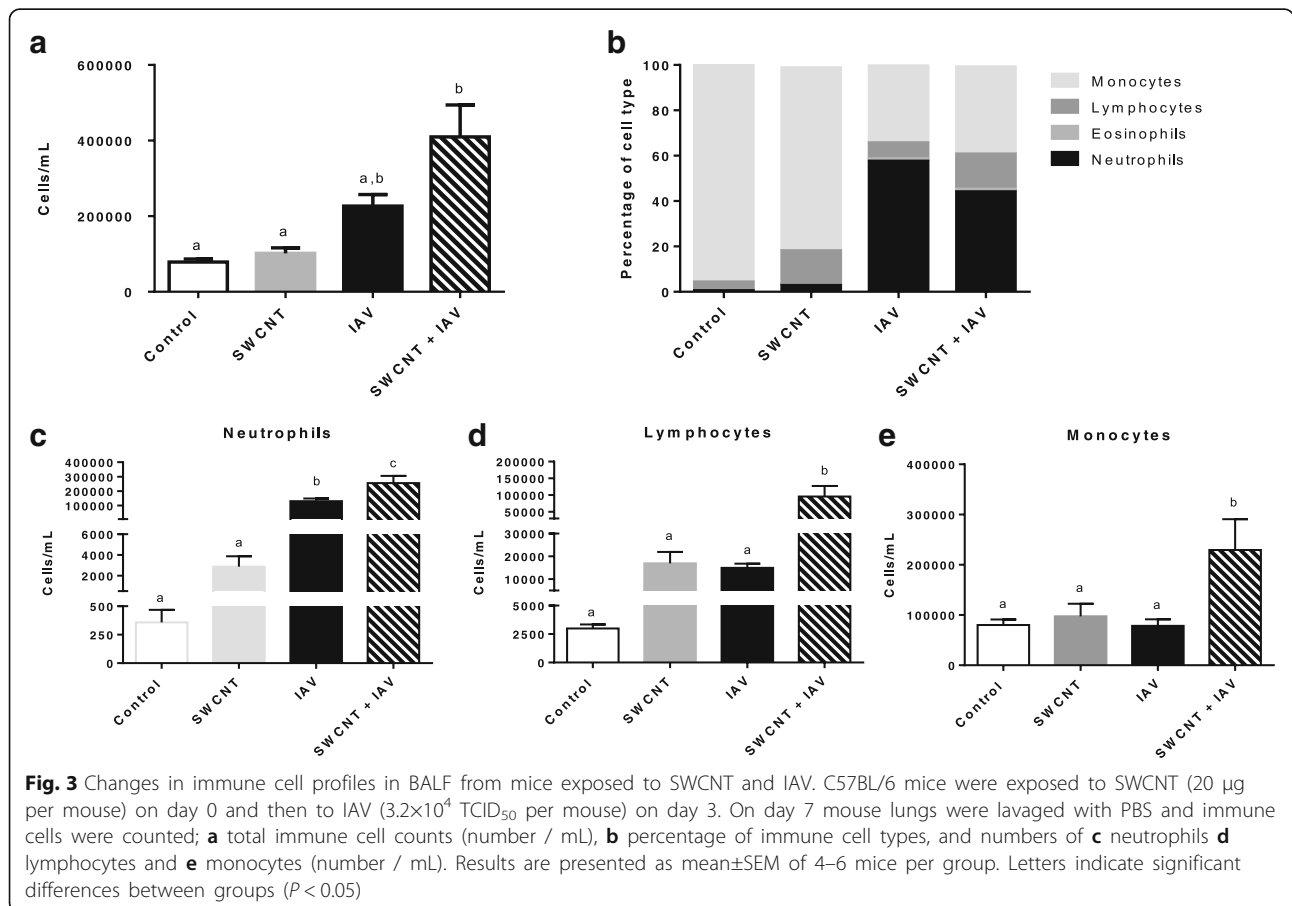 a
600000
400000
200000
0
Cells/mL
a
a
a,b
b
Control
SWCNT
IAV
SWCNT + IAV
b
100
80
60
40
20
0
Percentage of cell type
Control
SWCNT
IAV
SWCNT + IAV
Monocytes
Lymphocytes
Eosinophils
Neutrophils
c
Neutrophils
400000
300000
200000
100000
6000
4000
2000
500
250
0
Cells/mL
a
a
b
c
Control
SWCNT
IAV
SWCNT + IAV
d
Lymphocytes
200000
150000
100000
50000
30000
20000
10000
5000
2500
0
Cells/mL
a
a
a
b
Control
SWCNT
IAV
SWCNT + IAV
e
Monocytes
400000
300000
200000
100000
0
Cells/mL
a
a
a
b
Control
SWCNT
IAV
SWCNT + IAV
Fig. 3 Changes in immune cell profiles in BALF from mice exposed to SWCNT and IAV. C57BL/6 mice were exposed to SWCNT (20 μg
per mouse) on day 0 and then to IAV (3.2×10⁴ TCID₅₀ per mouse) on day 3. On day 7 mouse lungs were lavaged with PBS and immune
cells were counted; a total immune cell counts (number / mL), b percentage of immune cell types, and numbers of c neutrophils d
lymphocytes and e monocytes (number / mL). Results are presented as mean±SEM of 4–6 mice per group. Letters indicate significant
differences between groups (P < 0.05)